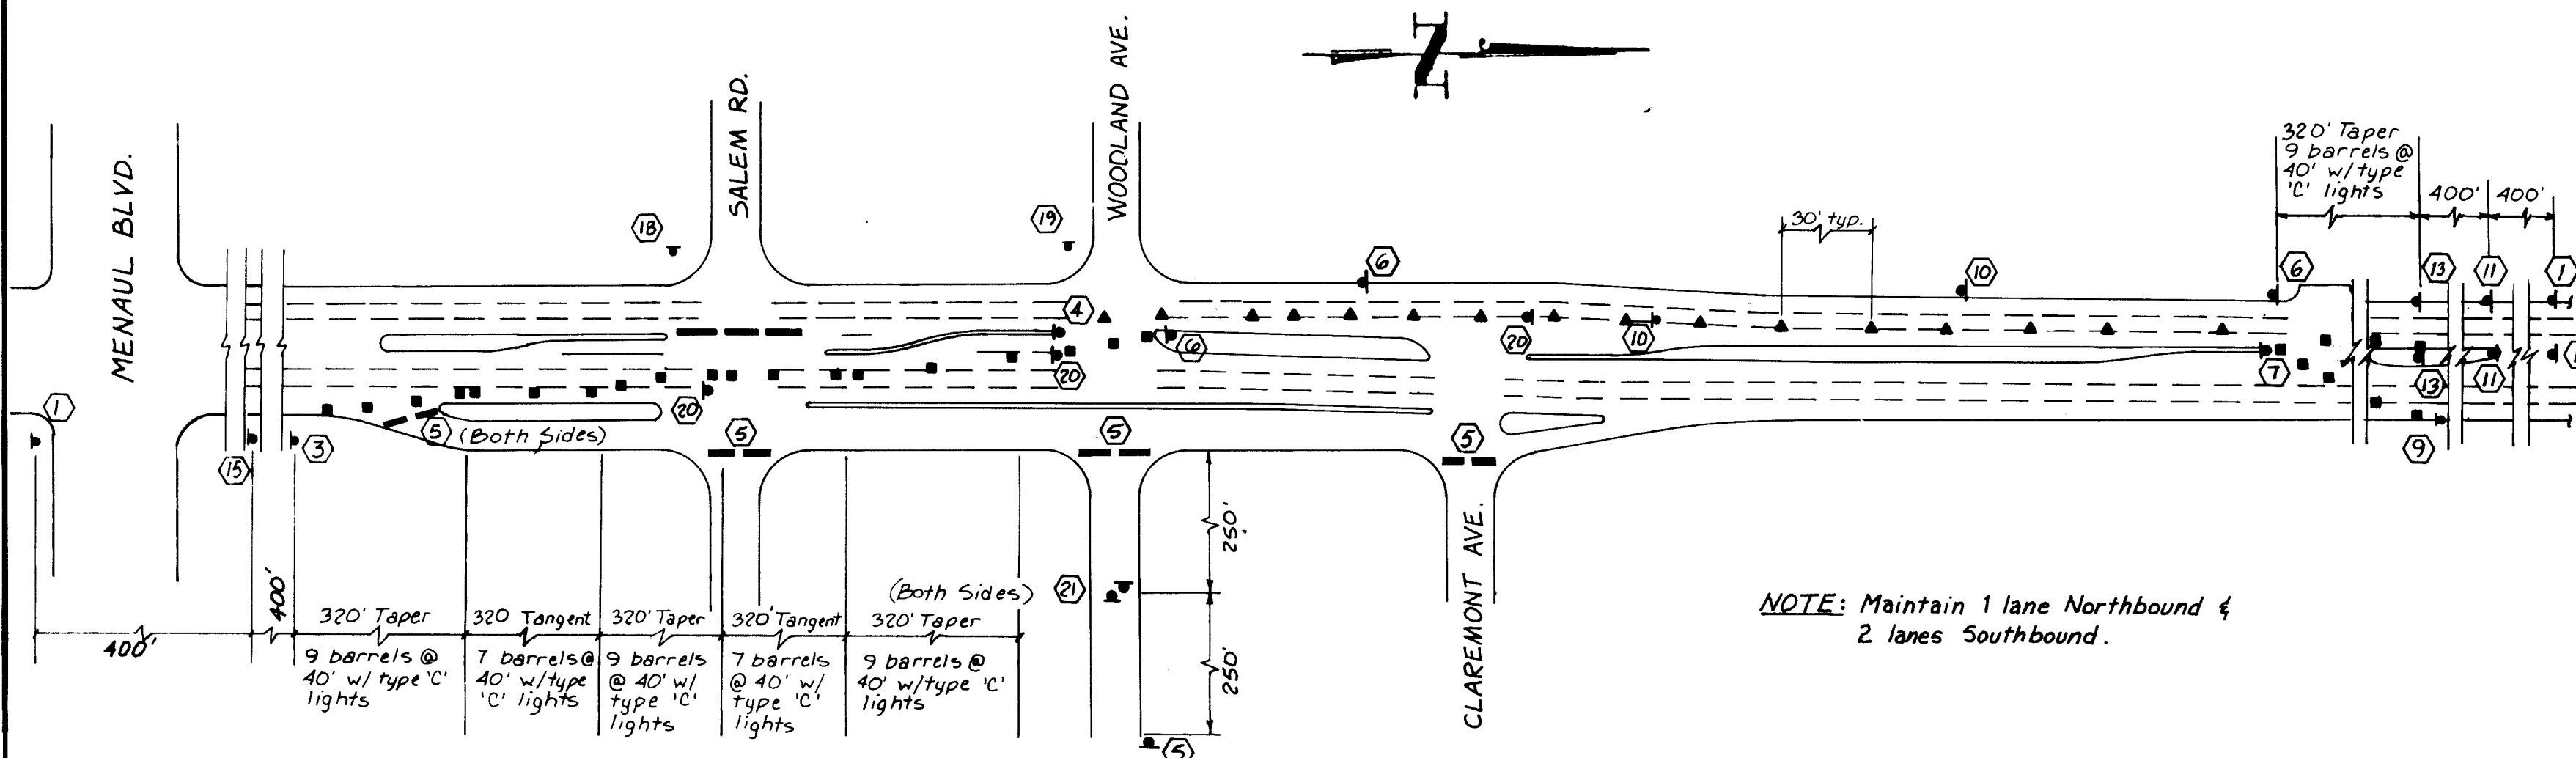 MENAUL BLVD.
SALEM RD.
WOODLAND AVE.
N
320' Taper
9 barrels @
40' w/type
'C' lights
400'
400'
30' typ.
18
19
6
10
6
13
11
1
4
6
20
20
10
7
13
11
1
20
9
1
15
3
5 (Both Sides)
5
5
5
250'
250'
21
(Both Sides)
5
CLAREMONT AVE.
400'
400'
320' Taper
9 barrels @
40' w/ type 'C'
lights
320 Tangent
7 barrels @
40' w/type
'C' lights
320' Taper
9 barrels
@ 40' w/
type 'C'
lights
320' Tangent
7 barrels
@ 40' w/
type 'C'
lights
320' Taper
9 barrels @
40' w/type 'C'
lights
NOTE: Maintain 1 lane Northbound &
2 lanes Southbound.